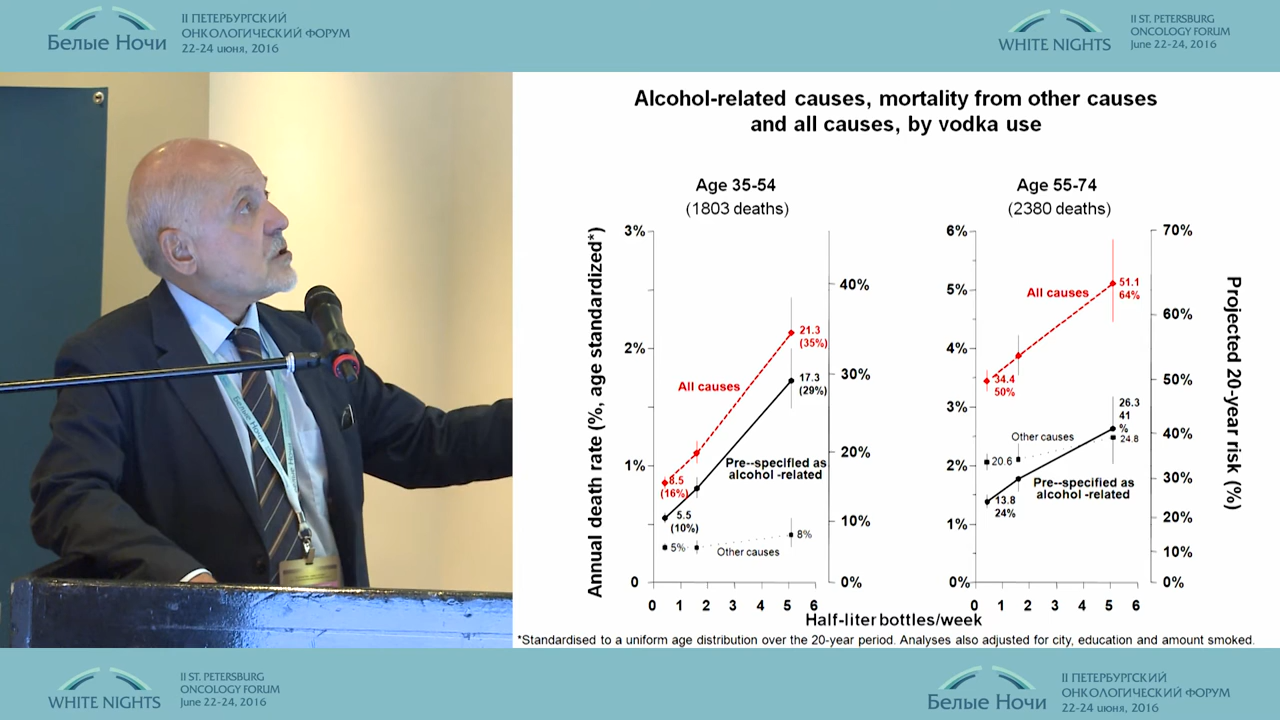 Белые Ночи
II ПЕТЕРБУРГСКИЙ
ОНКОЛОГИЧЕСКИЙ ФОРУМ
22-24 июня, 2016
WHITE NIGHTS
II ST. PETERSBURG
ONCOLOGY FORUM
June 22-24, 2016
Alcohol-related causes, mortality from other causes
and all causes, by vodka use
Age 35-54
(1803 deaths)
Annual death rate (%, age standardized*)
3%
2%
1%
0
40%
30%
20%
10%
0%
All causes
8.5
(16%)
21.3
(35%)
17.3
(29%)
Pre--specified as
alcohol -related
5.5
(10%)
5%
Other causes
8%
0 1 2 3 4 5 6
Age 55-74
(2380 deaths)
6%
5%
4%
3%
2%
1%
0%
70%
60%
50%
40%
30%
20%
10%
0%
Projected 20-year risk (%)
All causes
51.1
64%
34.4
50%
26.3
41
%
Other causes
24.8
20.6
Pre--specified as
alcohol -related
13.8
24%
0 1 2 3 4 5 6
Half-liter bottles/week
*Standardised to a uniform age distribution over the 20-year period. Analyses also adjusted for city, education and amount smoked.
Белые Ночи
WHITE NIGHTS
II ST. PETERSBURG
ONCOLOGY FORUM
June 22-24, 2016
Белые Ночи
II ПЕТЕРБУРГСКИЙ
ОНКОЛОГИЧЕСКИЙ ФОРУМ
22-24 июня, 2016